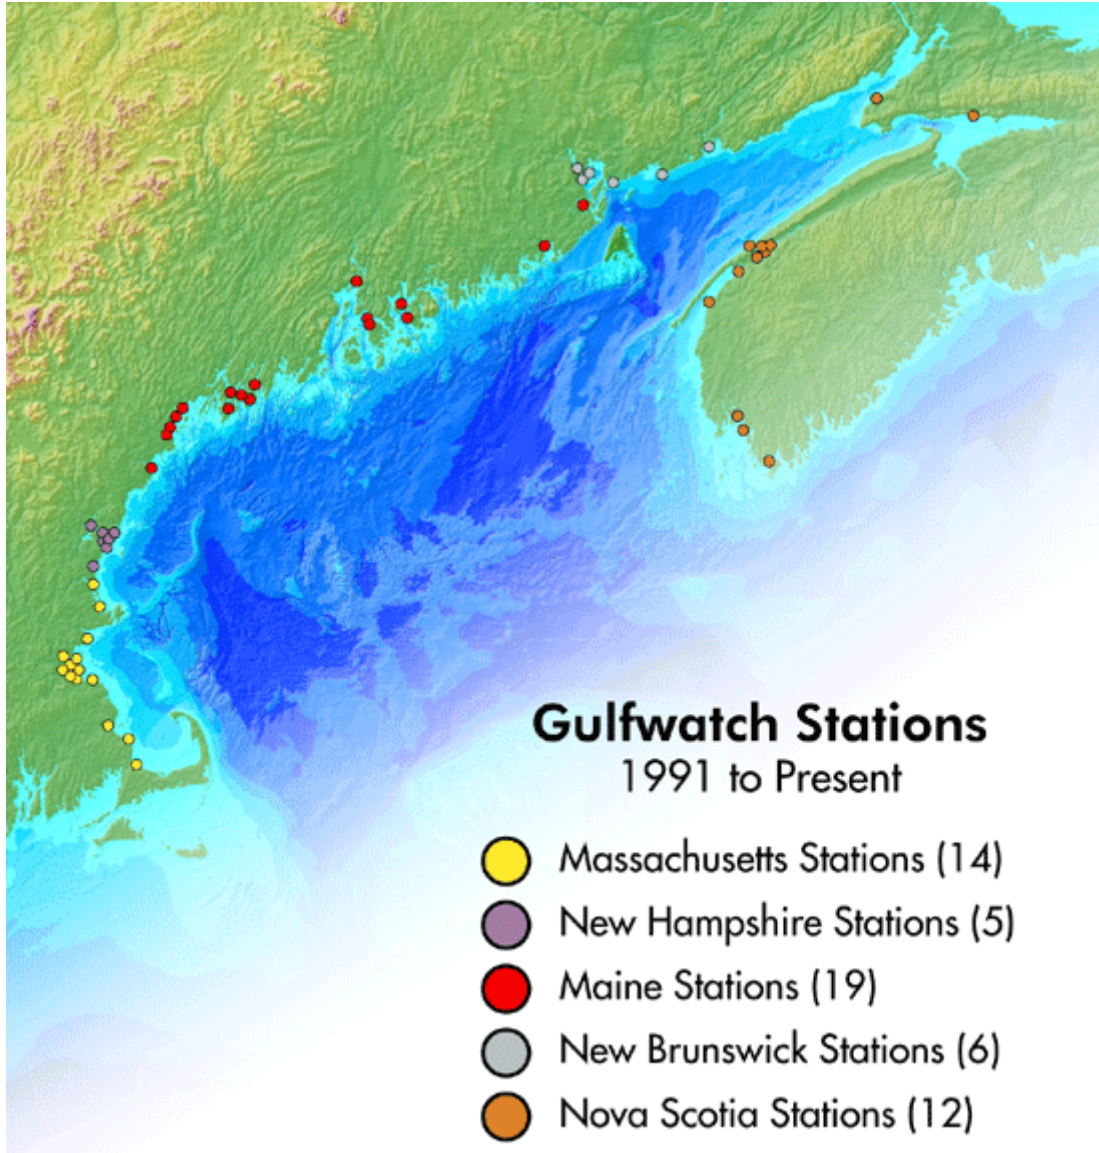 Gulfwatch Stations
1991 to Present
Massachusetts Stations (14)
New Hampshire Stations (5)
Maine Stations (19)
New Brunswick Stations (6)
Nova Scotia Stations (12)